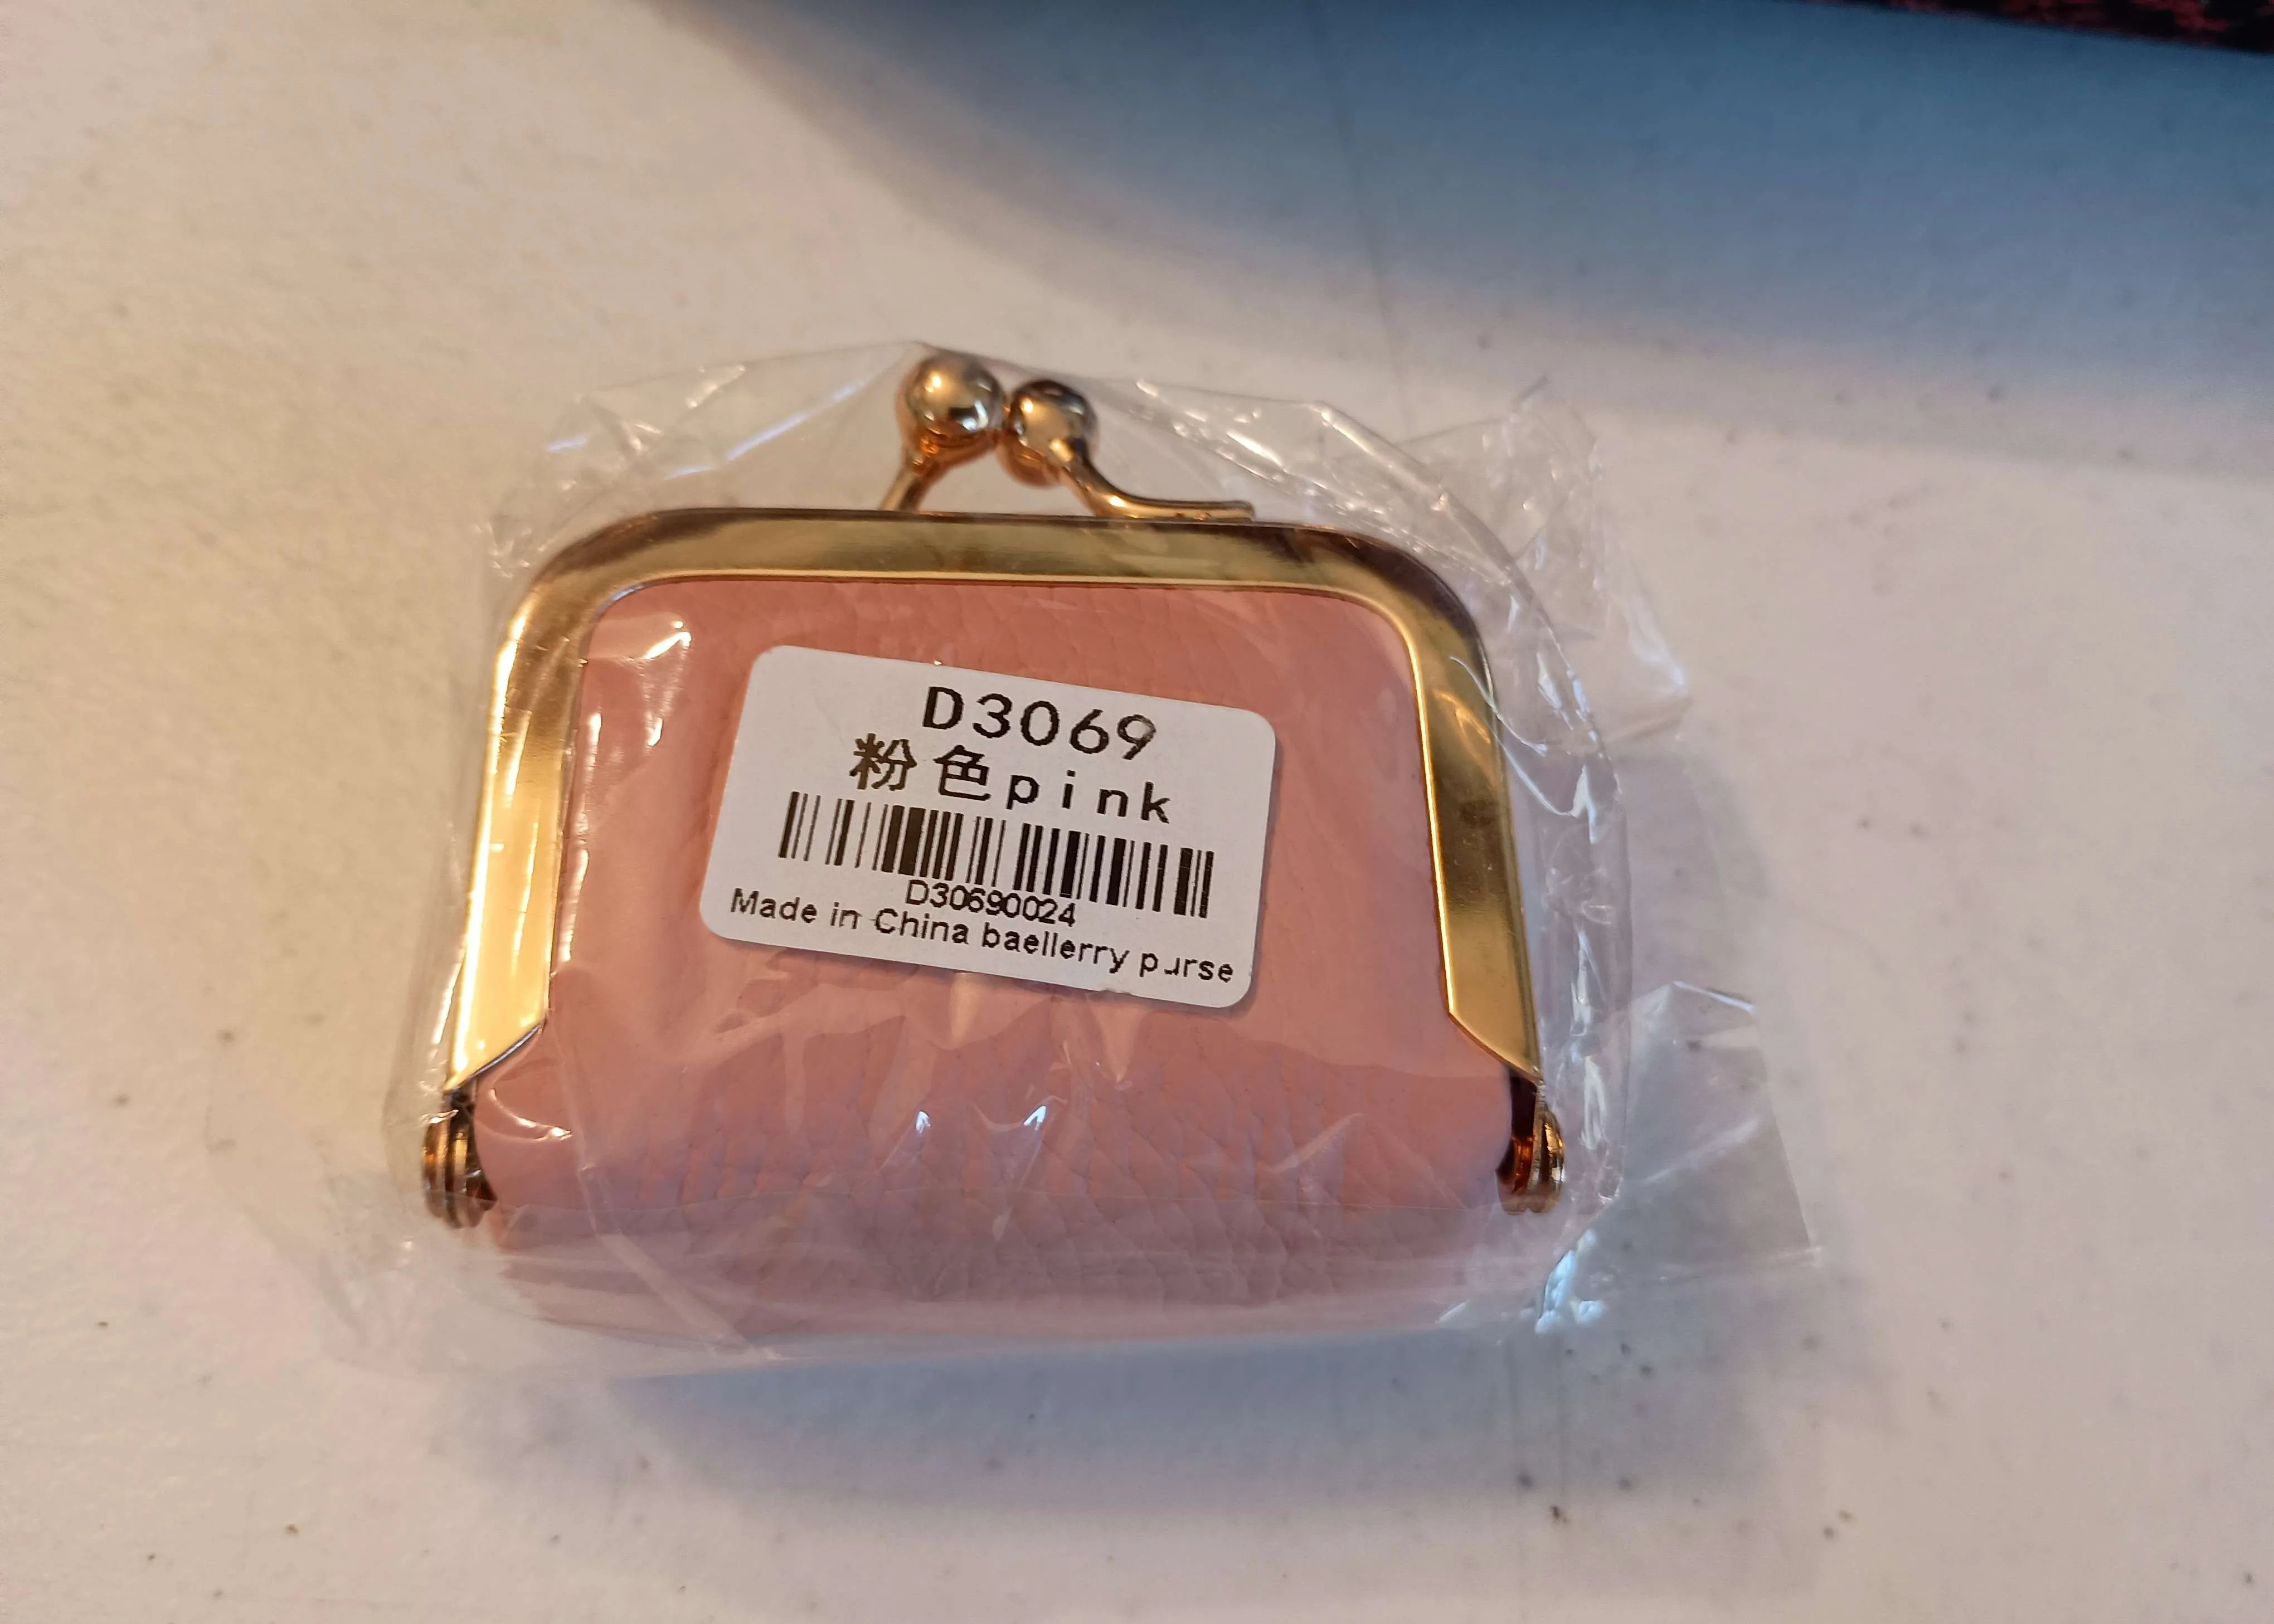 D3069
粉色pink
D30690024
Made in China baellerry purse